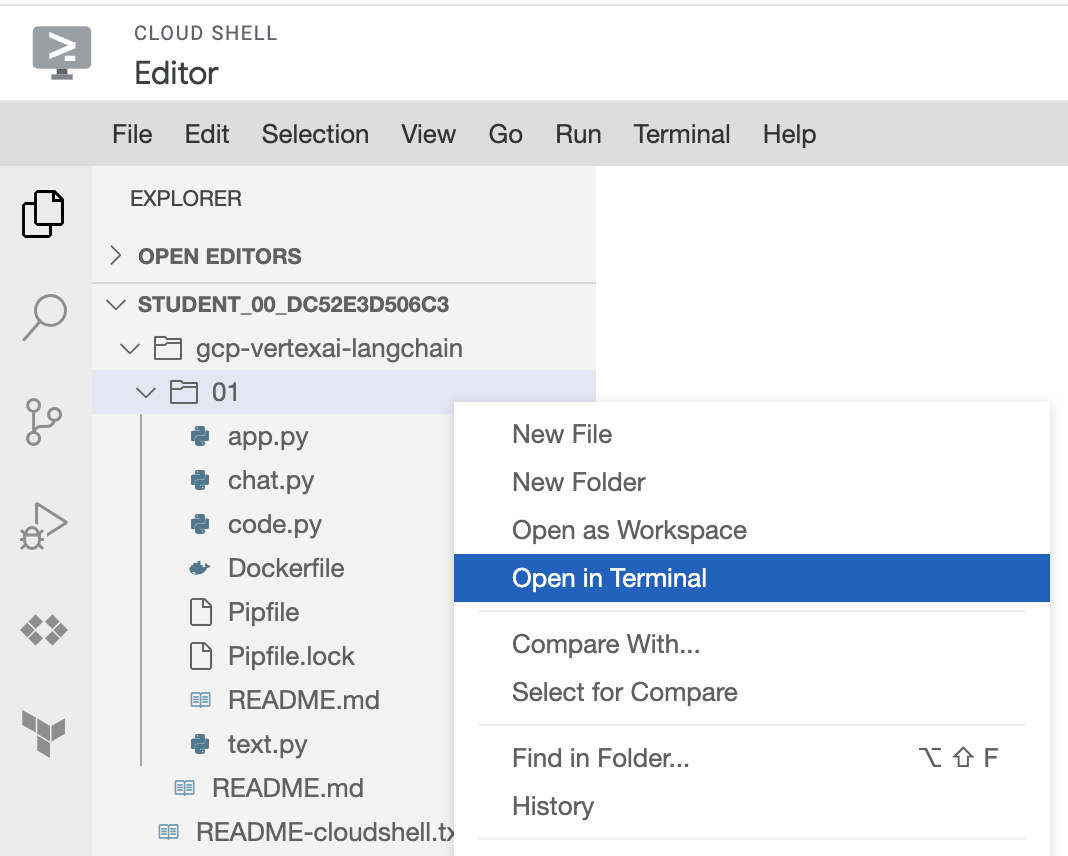 CLOUD SHELL
Editor
File Edit Selection View Go Run Terminal Help
EXPLORER
OPEN EDITORS
STUDENT_00_DC52E3D506C3
gcp-vertexai-langchain
01
app.py
chat.py
code.py
Dockerfile
Pipfile
Pipfile.lock
README.md
text.py
README.md
README-cloudshell.tx
New File
New Folder
Open as Workspace
Open in Terminal
Compare With...
Select for Compare
Find in Folder... ⌥⇧F
History